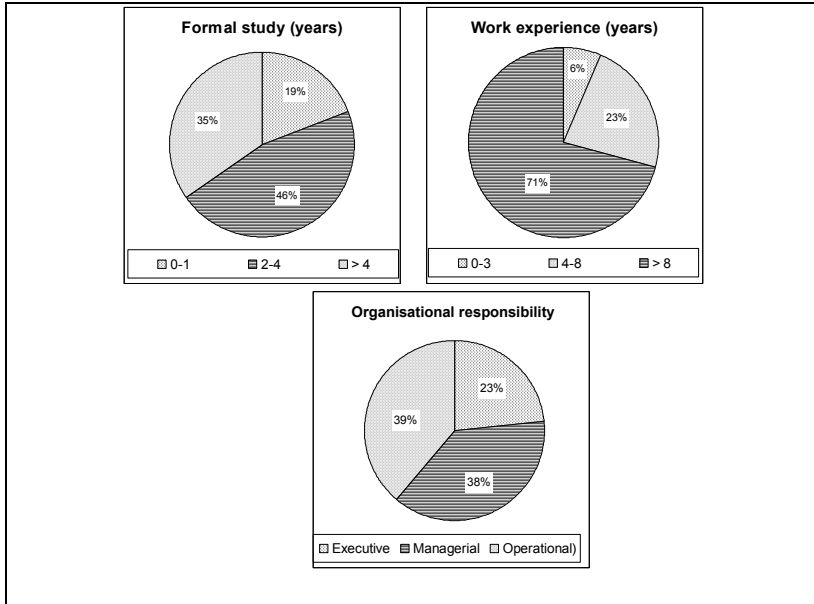 Formal study (years)
19%
46%
35%
0-1 2-4 > 4
Work experience (years)
6%
23%
71%
0-3 4-8 > 8
Organisational responsibility
23%
38%
39%
Executive Managerial Operational)